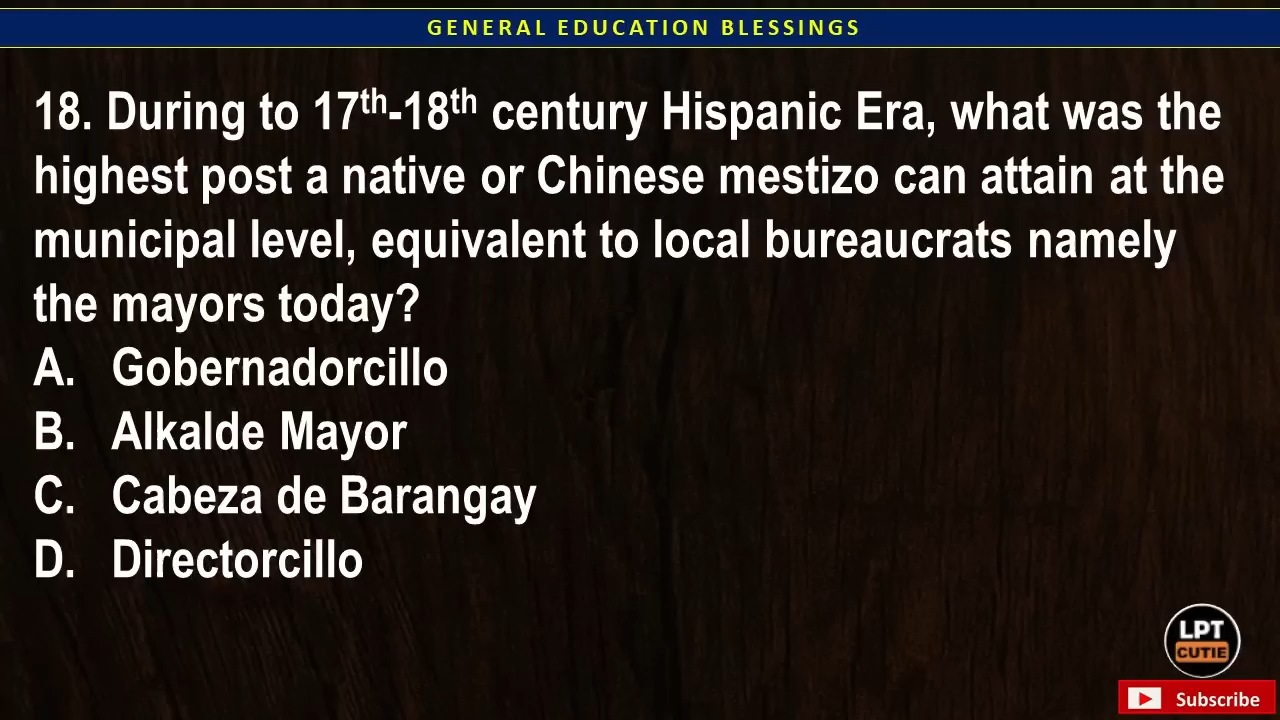 GENERAL EDUCATION BLESSINGS
18. During to 17th-18th century Hispanic Era, what was the
highest post a native or Chinese mestizo can attain at the
municipal level, equivalent to local bureaucrats namely
the mayors today?
A. Gobernadorcillo
B. Alkalde Mayor
C. Cabeza de Barangay
D. Directorcillo
LPT
CUTIE
Subscribe